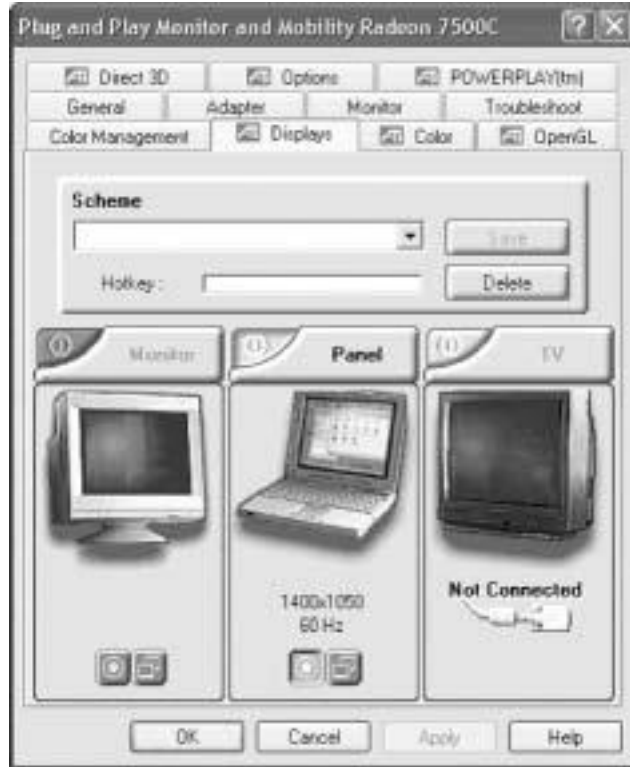 Plug and Play Monitor and Mobility Radeon 7500C
Direct 3D Options POWERPLAY(tm)
General Adapter Monitor Troubleshoot
Color Management Displays Color OpenGL
Scheme
Save
Hotkey :
Delete
Monitor Panel TV
Not Connected
1400x1050
60 Hz
OK Cancel Apply Help